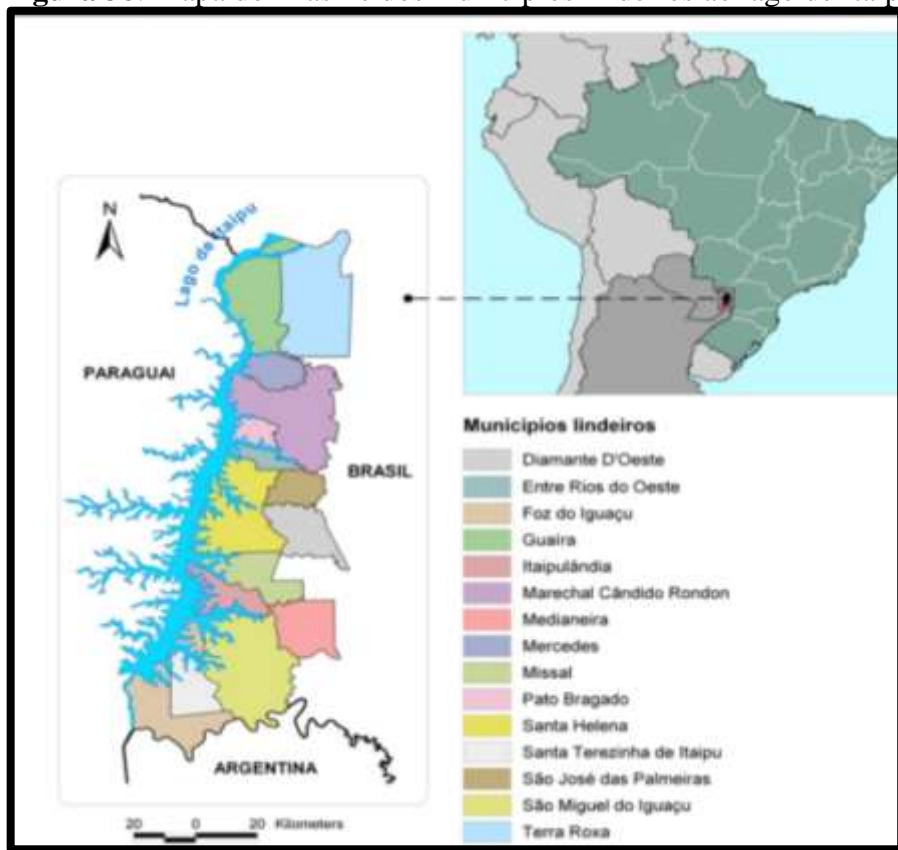 N
Lago de Itaipu
PARAGUAI
BRASIL
ARGENTINA
20 0 20 Kilometers
Municípios lindeiros
Diamante D'Oeste
Entre Rios do Oeste
Foz do Iguaçu
Guaira
Itaipulândia
Marechal Cândido Rondon
Medianeira
Mercedes
Missal
Pato Bragado
Santa Helena
Santa Terezinha de Itaipu
São José das Palmeiras
São Miguel do Iguaçu
Terra Roxa